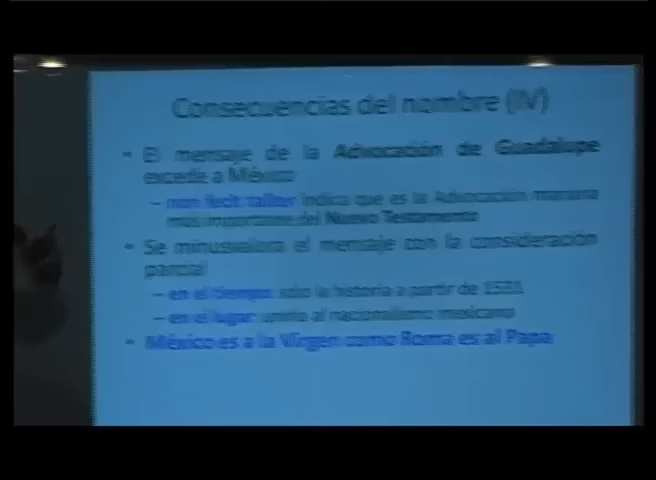 Consecuencias del nombre (IV)
- El mensaje de la Advocación de Guadalupe
excede a México
– non fecit taliter indica que es la Advocación mariana
más importante del Nuevo Testamento
- Se minusvalora el mensaje con la consideración
parcial
– en el tiempo: solo la historia a partir de 1531
– en el lugar: unirlo al nacionalismo mexicano
- México es a la Virgen como Roma es al Papa